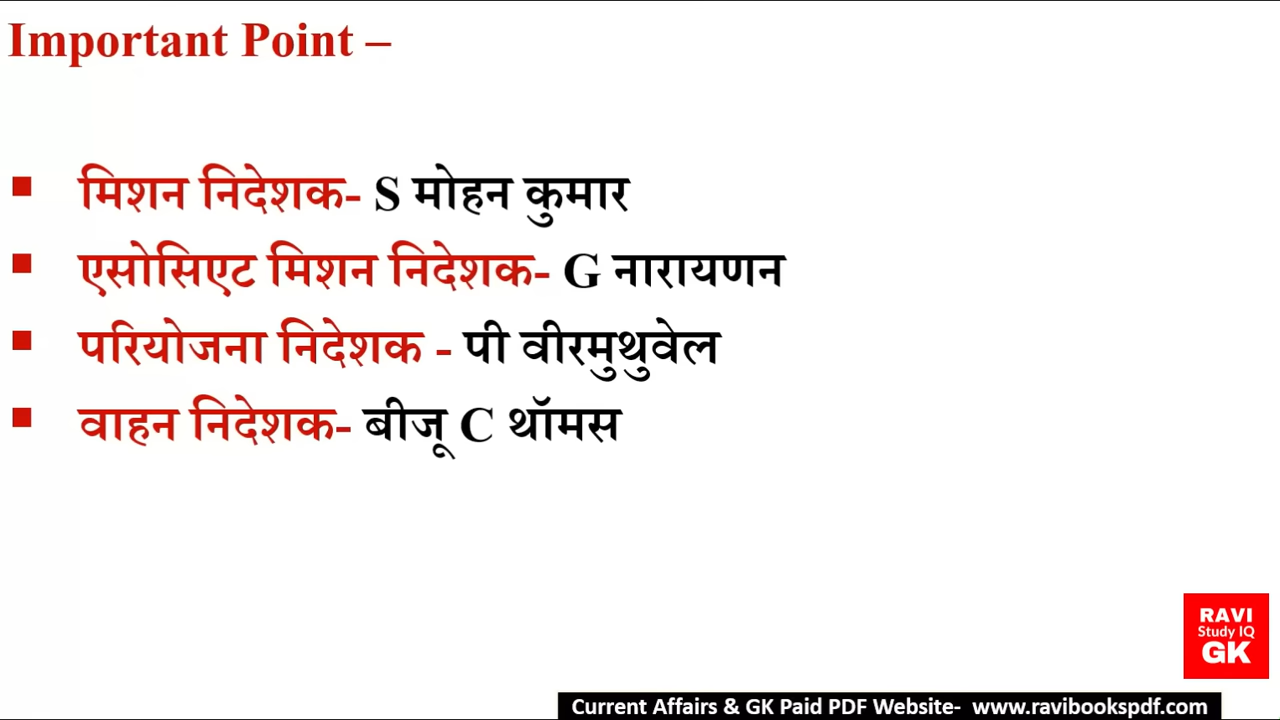 Important Point –
▪ मिशन निदेशक- S मोहन कुमार
▪ एसोसिएट मिशन निदेशक- G नारायणन
▪ परियोजना निदेशक - पी वीरमुथुवेल
▪ वाहन निदेशक- बीजू C थॉमस
RAVI
Study IQ
GK
Current Affairs & GK Paid PDF Website- www.ravibookspdf.com